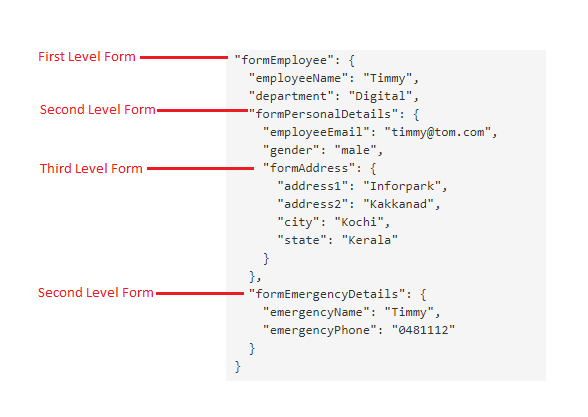 First Level Form
"formEmployee": {
"employeeName": "Timmy",
"department": "Digital",
Second Level Form
"formPersonalDetails": {
"employeeEmail": "timmy@tom.com",
"gender": "male",
Third Level Form
"formAddress": {
"address1": "Inforpark",
"address2": "Kakkanad",
"city": "Kochi",
"state": "Kerala"
}
},
Second Level Form
"formEmergencyDetails": {
"emergencyName": "Timmy",
"emergencyPhone": "0481112"
}
}